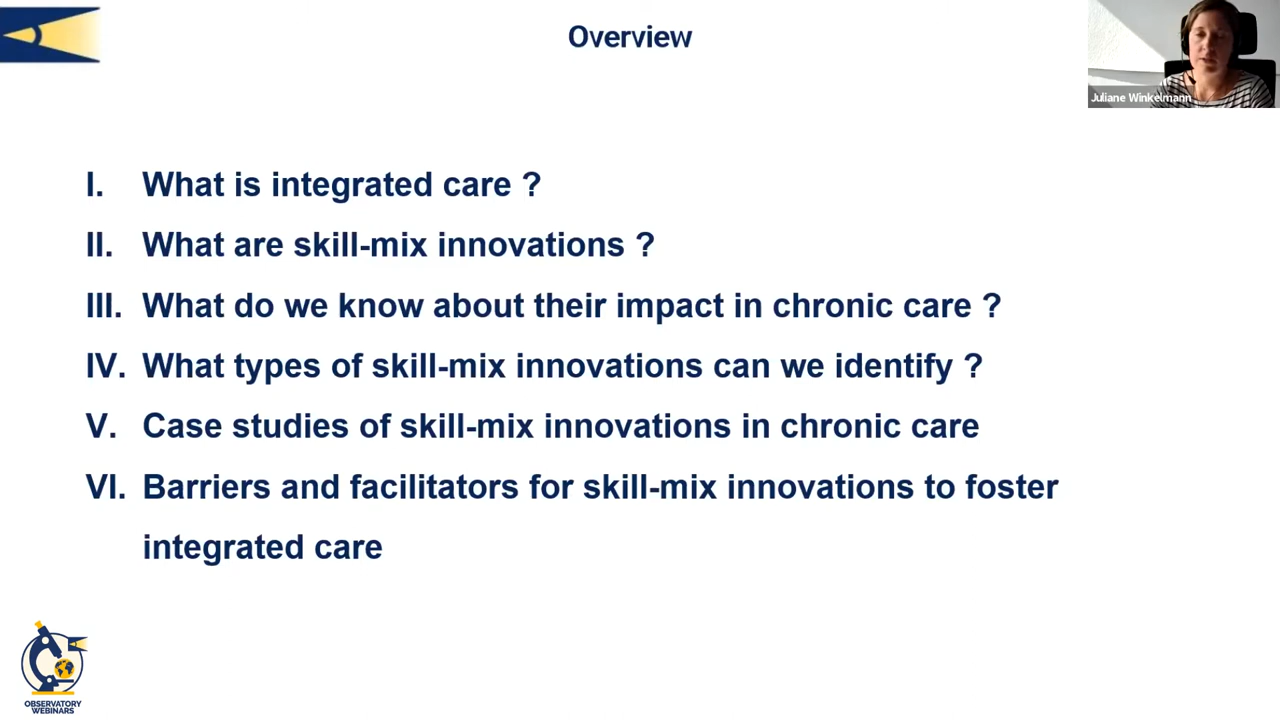 Overview
Juliane Winkelmann
I. What is integrated care ?
II. What are skill-mix innovations ?
III. What do we know about their impact in chronic care ?
IV. What types of skill-mix innovations can we identify ?
V. Case studies of skill-mix innovations in chronic care
VI. Barriers and facilitators for skill-mix innovations to foster
integrated care
OBSERVATORY
WEBINARS